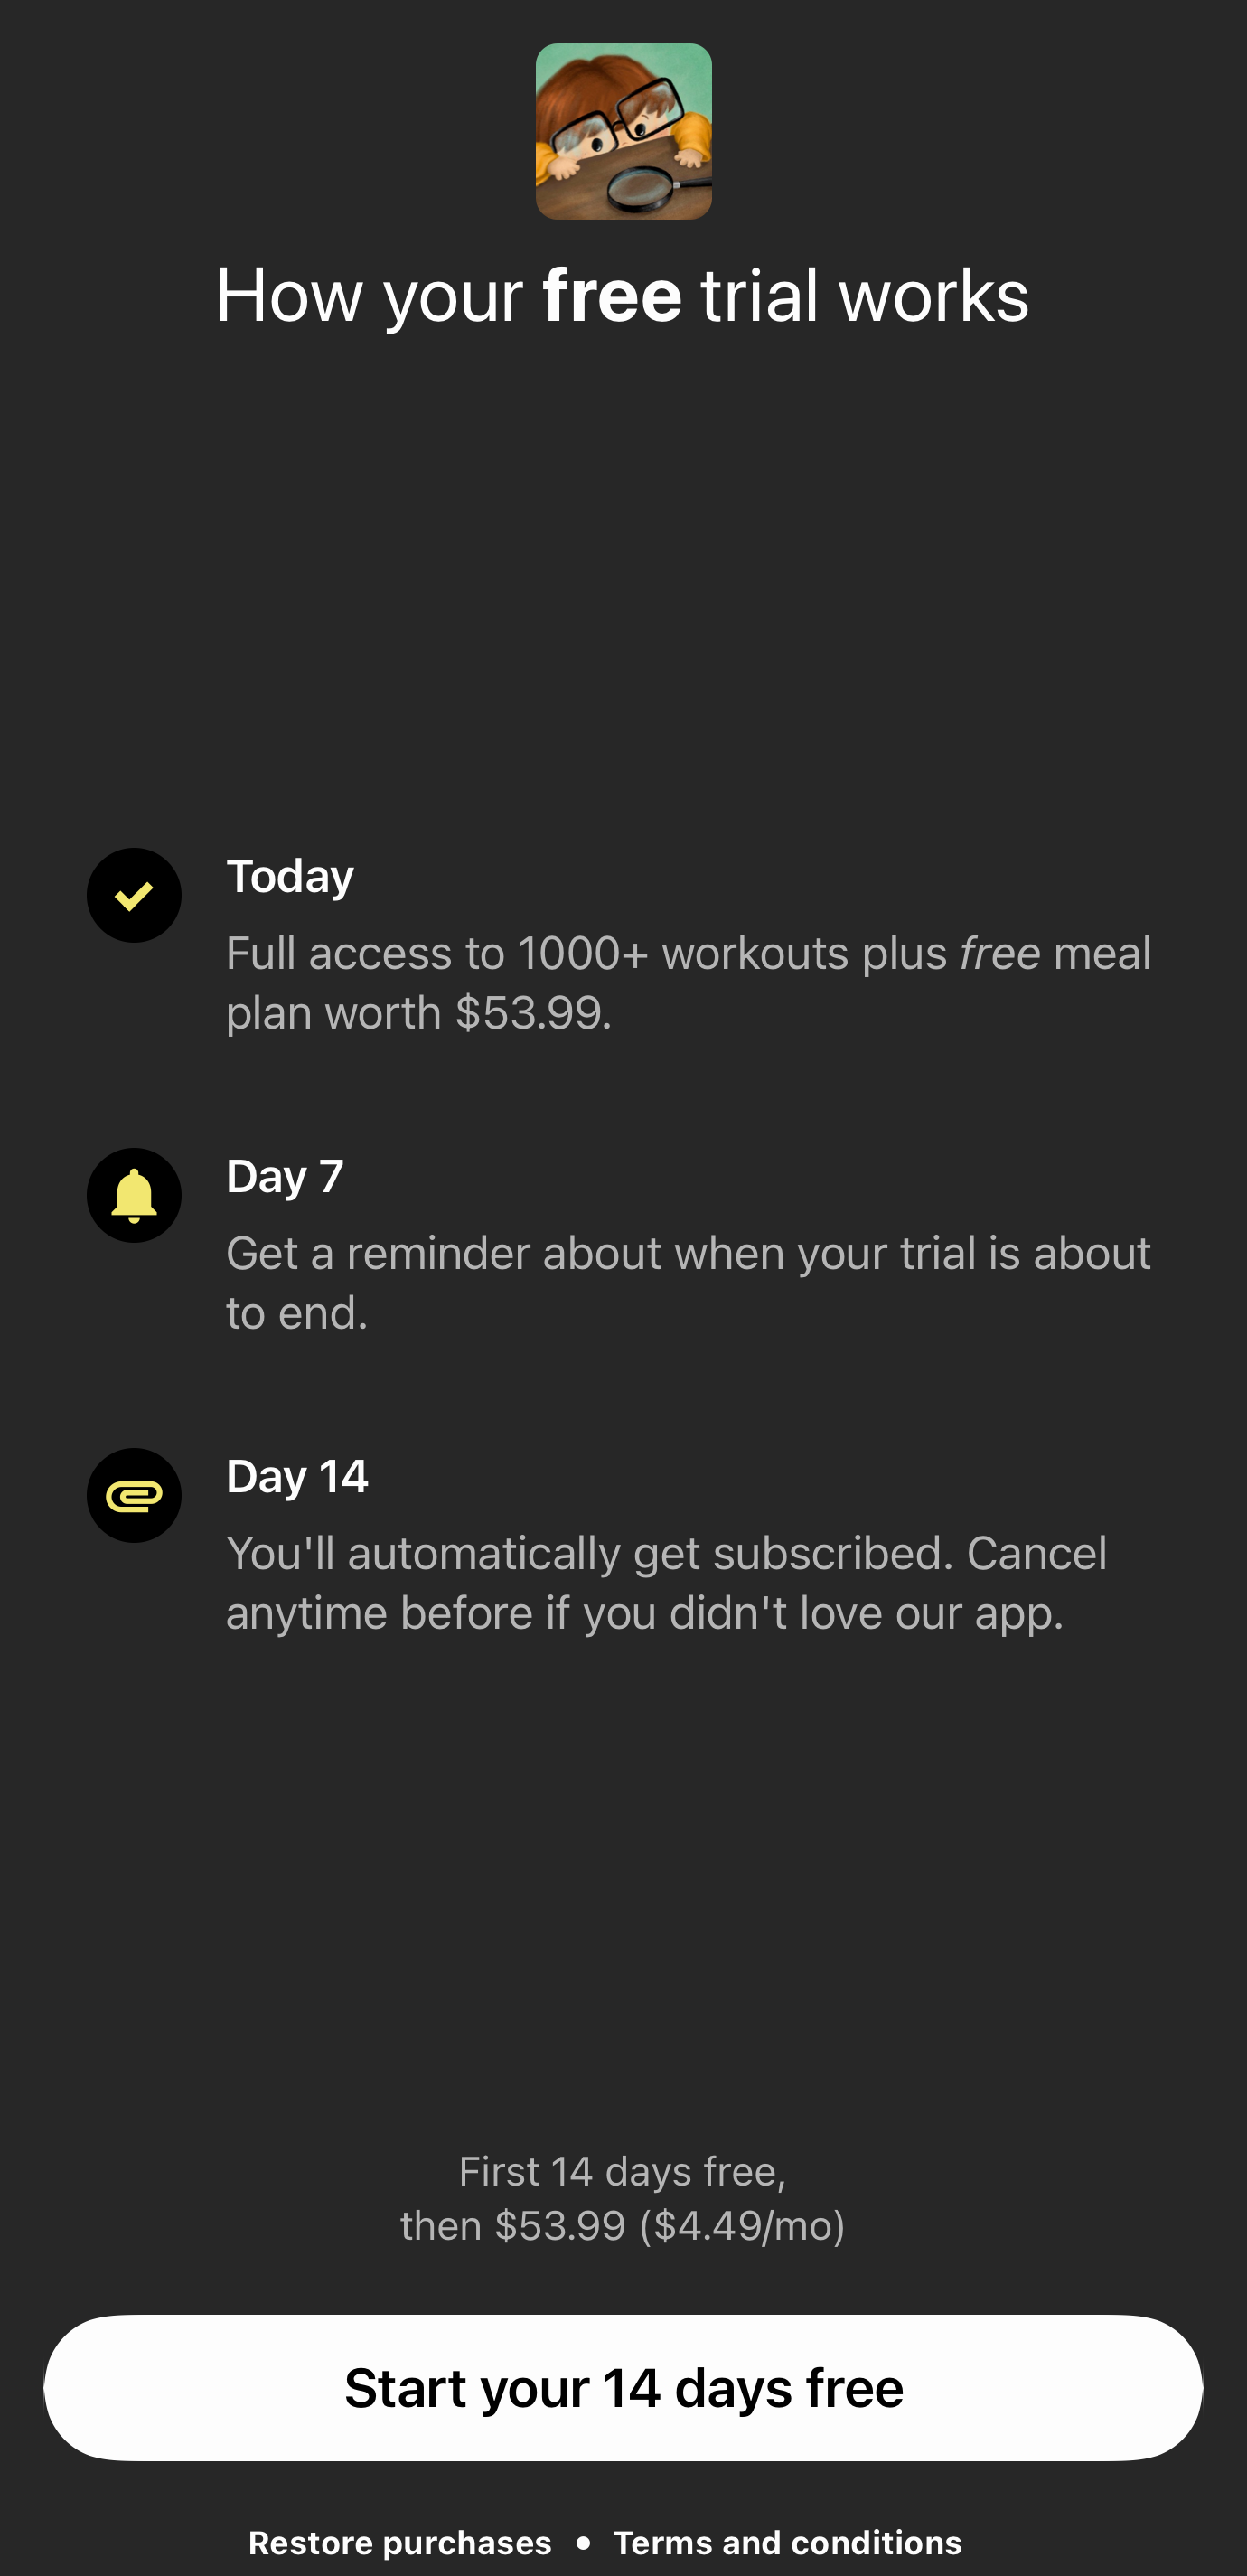 How your free trial works
Today
Full access to 1000+ workouts plus free meal
plan worth $53.99.
Day 7
Get a reminder about when your trial is about
to end.
Day 14
You'll automatically get subscribed. Cancel
anytime before if you didn't love our app.
First 14 days free,
then $53.99 ($4.49/mo)
Start your 14 days free
Restore purchases • Terms and conditions